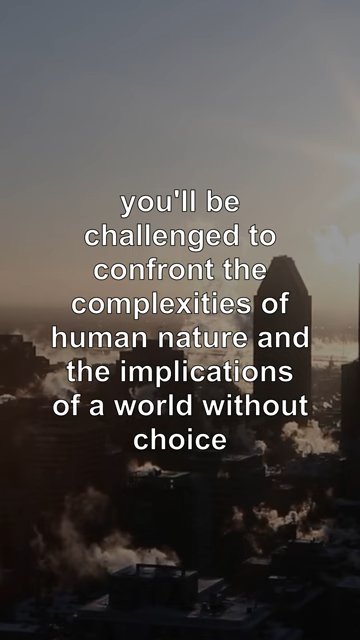 you'll be
challenged to
confront the
complexities of
human nature and
the implications
of a world without
choice